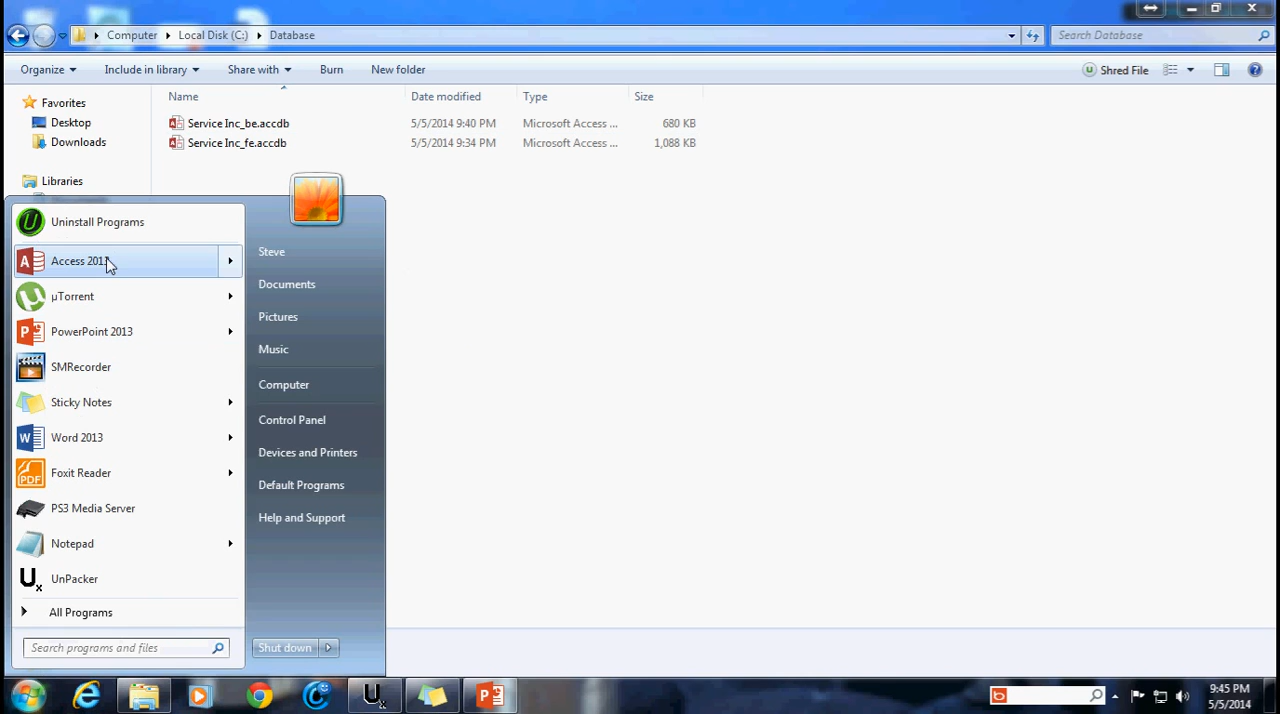 Computer ▸ Local Disk (C:) ▸ Database
Search Database
Organize
Include in library
Share with
Burn
New folder
Shred File
Name
Date modified
Type
Size
Favorites
Desktop
Downloads
Libraries
Service Inc_be.accdb 5/5/2014 9:40 PM Microsoft Access ... 680 KB
Service Inc_fe.accdb 5/5/2014 9:34 PM Microsoft Access ... 1,088 KB
Uninstall Programs
Access 2013
µTorrent
PowerPoint 2013
SMRecorder
Sticky Notes
Word 2013
Foxit Reader
PDF
PS3 Media Server
Notepad
UnPacker
All Programs
Search programs and files
Steve
Documents
Pictures
Music
Computer
Control Panel
Devices and Printers
Default Programs
Help and Support
Shut down
9:45 PM
5/5/2014